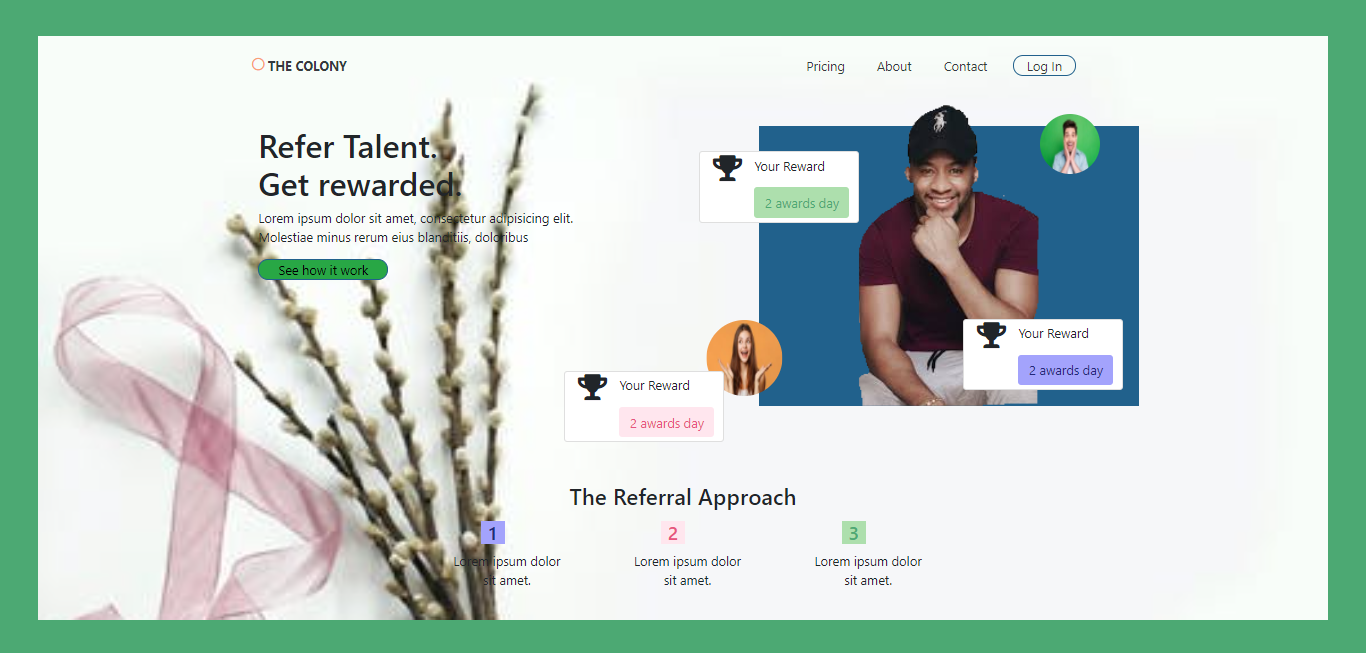 THE COLONY
Pricing
About
Contact
Log In
Refer Talent.
Get rewarded.
Lorem ipsum dolor sit amet, consectetur adipisicing elit.
Molestiae minus rerum eius blanditiis, doloribus
See how it work
Your Reward
2 awards day
Your Reward
2 awards day
Your Reward
2 awards day
The Referral Approach
1
Lorem ipsum dolor
sit amet.
2
Lorem ipsum dolor
sit amet.
3
Lorem ipsum dolor
sit amet.